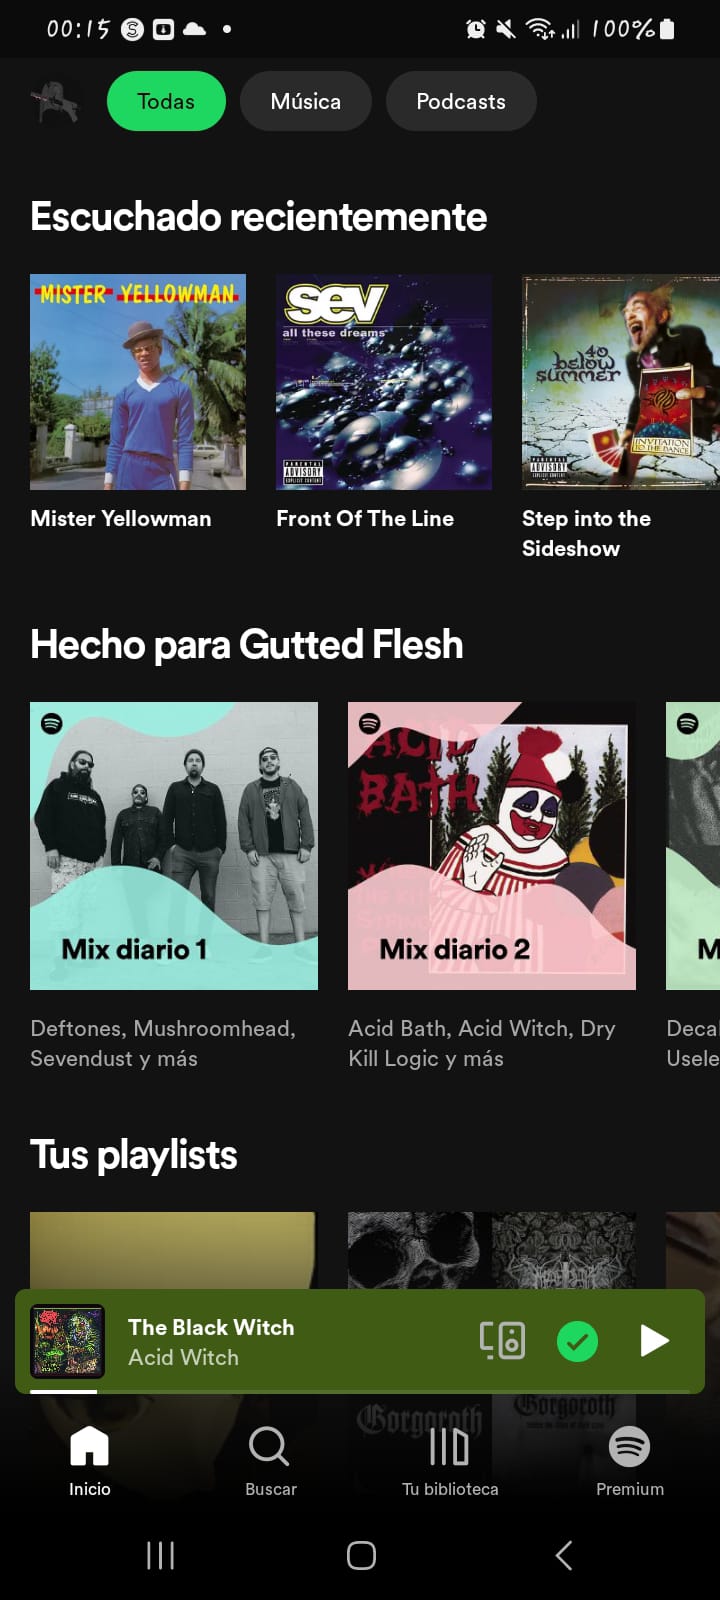 00:15
100%
Todas
Música
Podcasts
Escuchado recientemente
MISTER YELLOWMAN
sev
all these dreams
PARENTAL
ADVISORY
EXPLICIT CONTENT
40
below
summer
INVITATION
TO THE DANCE
PARENTAL
ADVISORY
EXPLICIT CONTENT
Mister Yellowman
Front Of The Line
Step into the
Sideshow
Hecho para Gutted Flesh
Mix diario 1
ACID
BATH
Mix diario 2
M
Deftones, Mushroomhead,
Sevendust y más
Acid Bath, Acid Witch, Dry
Kill Logic y más
Deca
Usele
Tus playlists
The Black Witch
Acid Witch
Gorgoroth
Gorgoroth
Inicio
Buscar
Tu biblioteca
Premium